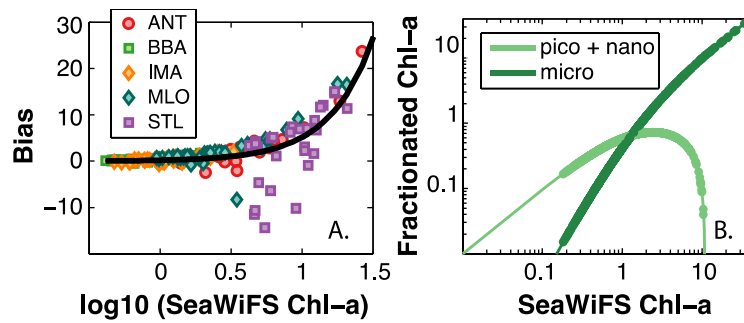 30
20
10
0
−10
Bias
ANT
BBA
IMA
MLO
STL
A.
0
0.5
1.0
1.5
log10 (SeaWiFS Chl−a)
Fractionated Chl−a
10
1
0.1
pico + nano
micro
B.
0.1
1
10
SeaWiFS Chl−a